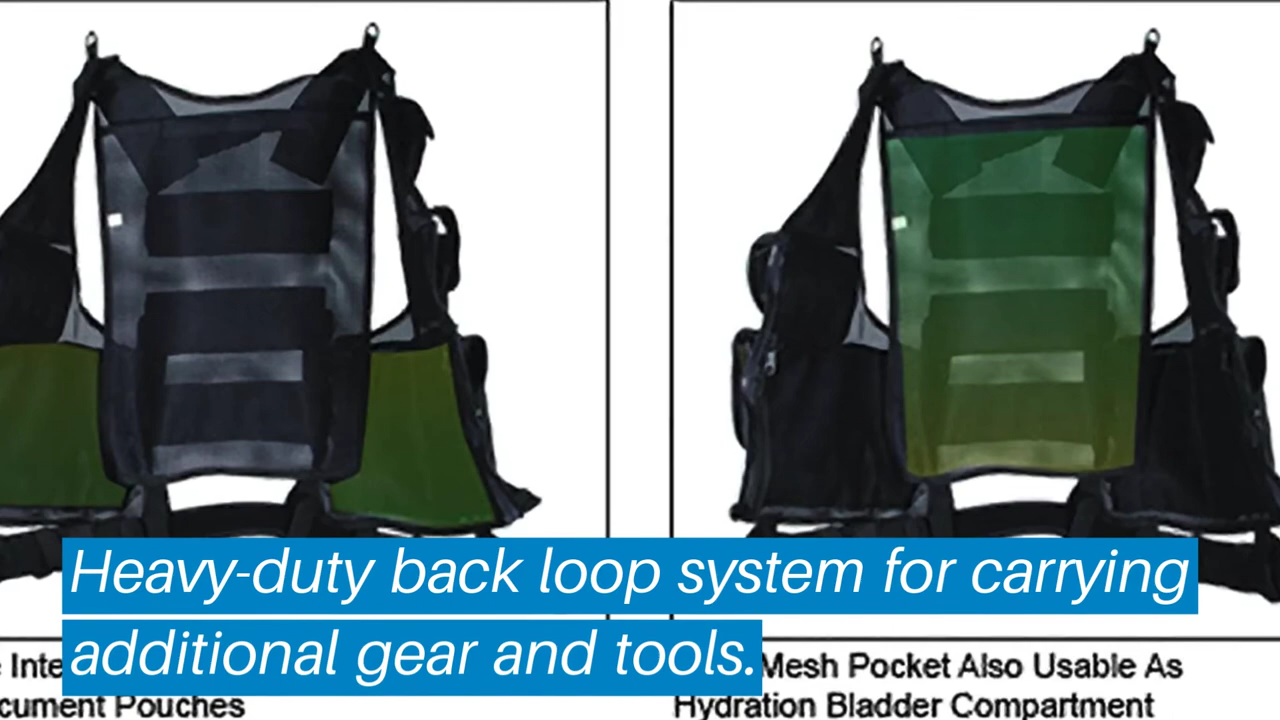 Heavy-duty back loop system for carrying
additional gear and tools.
Mesh Pocket Also Usable As
Pouches
Hydration Bladder Compartment